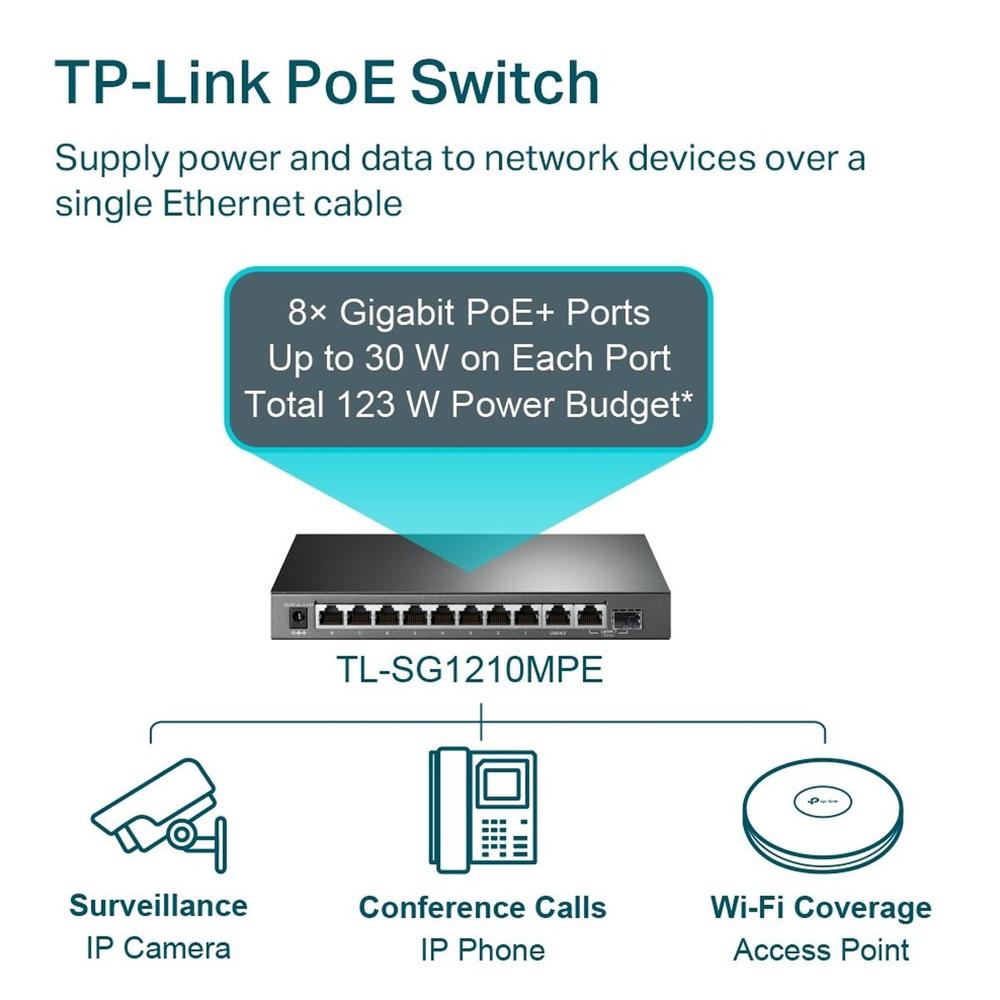 TP-Link PoE Switch
Supply power and data to network devices over a
single Ethernet cable
8× Gigabit PoE+ Ports
Up to 30 W on Each Port
Total 123 W Power Budget*
TL-SG1210MPE
tp-link
Surveillance
Conference Calls
Wi-Fi Coverage
IP Camera
IP Phone
Access Point